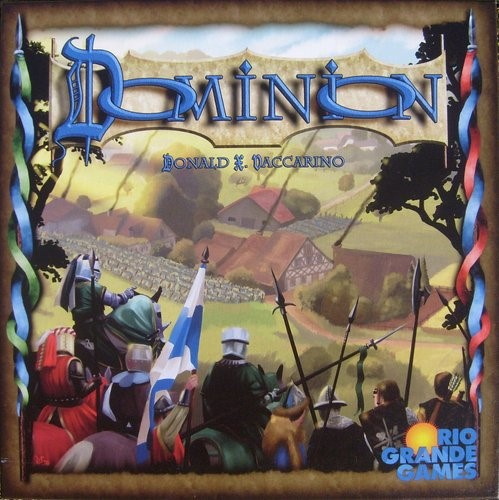 DOMINION
DONALD X. VACCARINO
RIO
GRANDE
GAMES